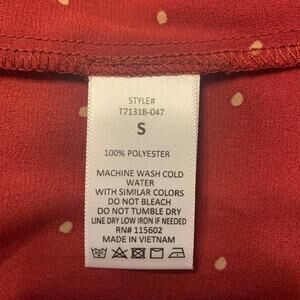 STYLE#
T7131B-047
S
100% POLYESTER
MACHINE WASH COLD
WATER
WITH SIMILAR COLORS
DO NOT BLEACH
DO NOT TUMBLE DRY
LINE DRY LOW IRON IF NEEDED
RN# 115602
MADE IN VIETNAM